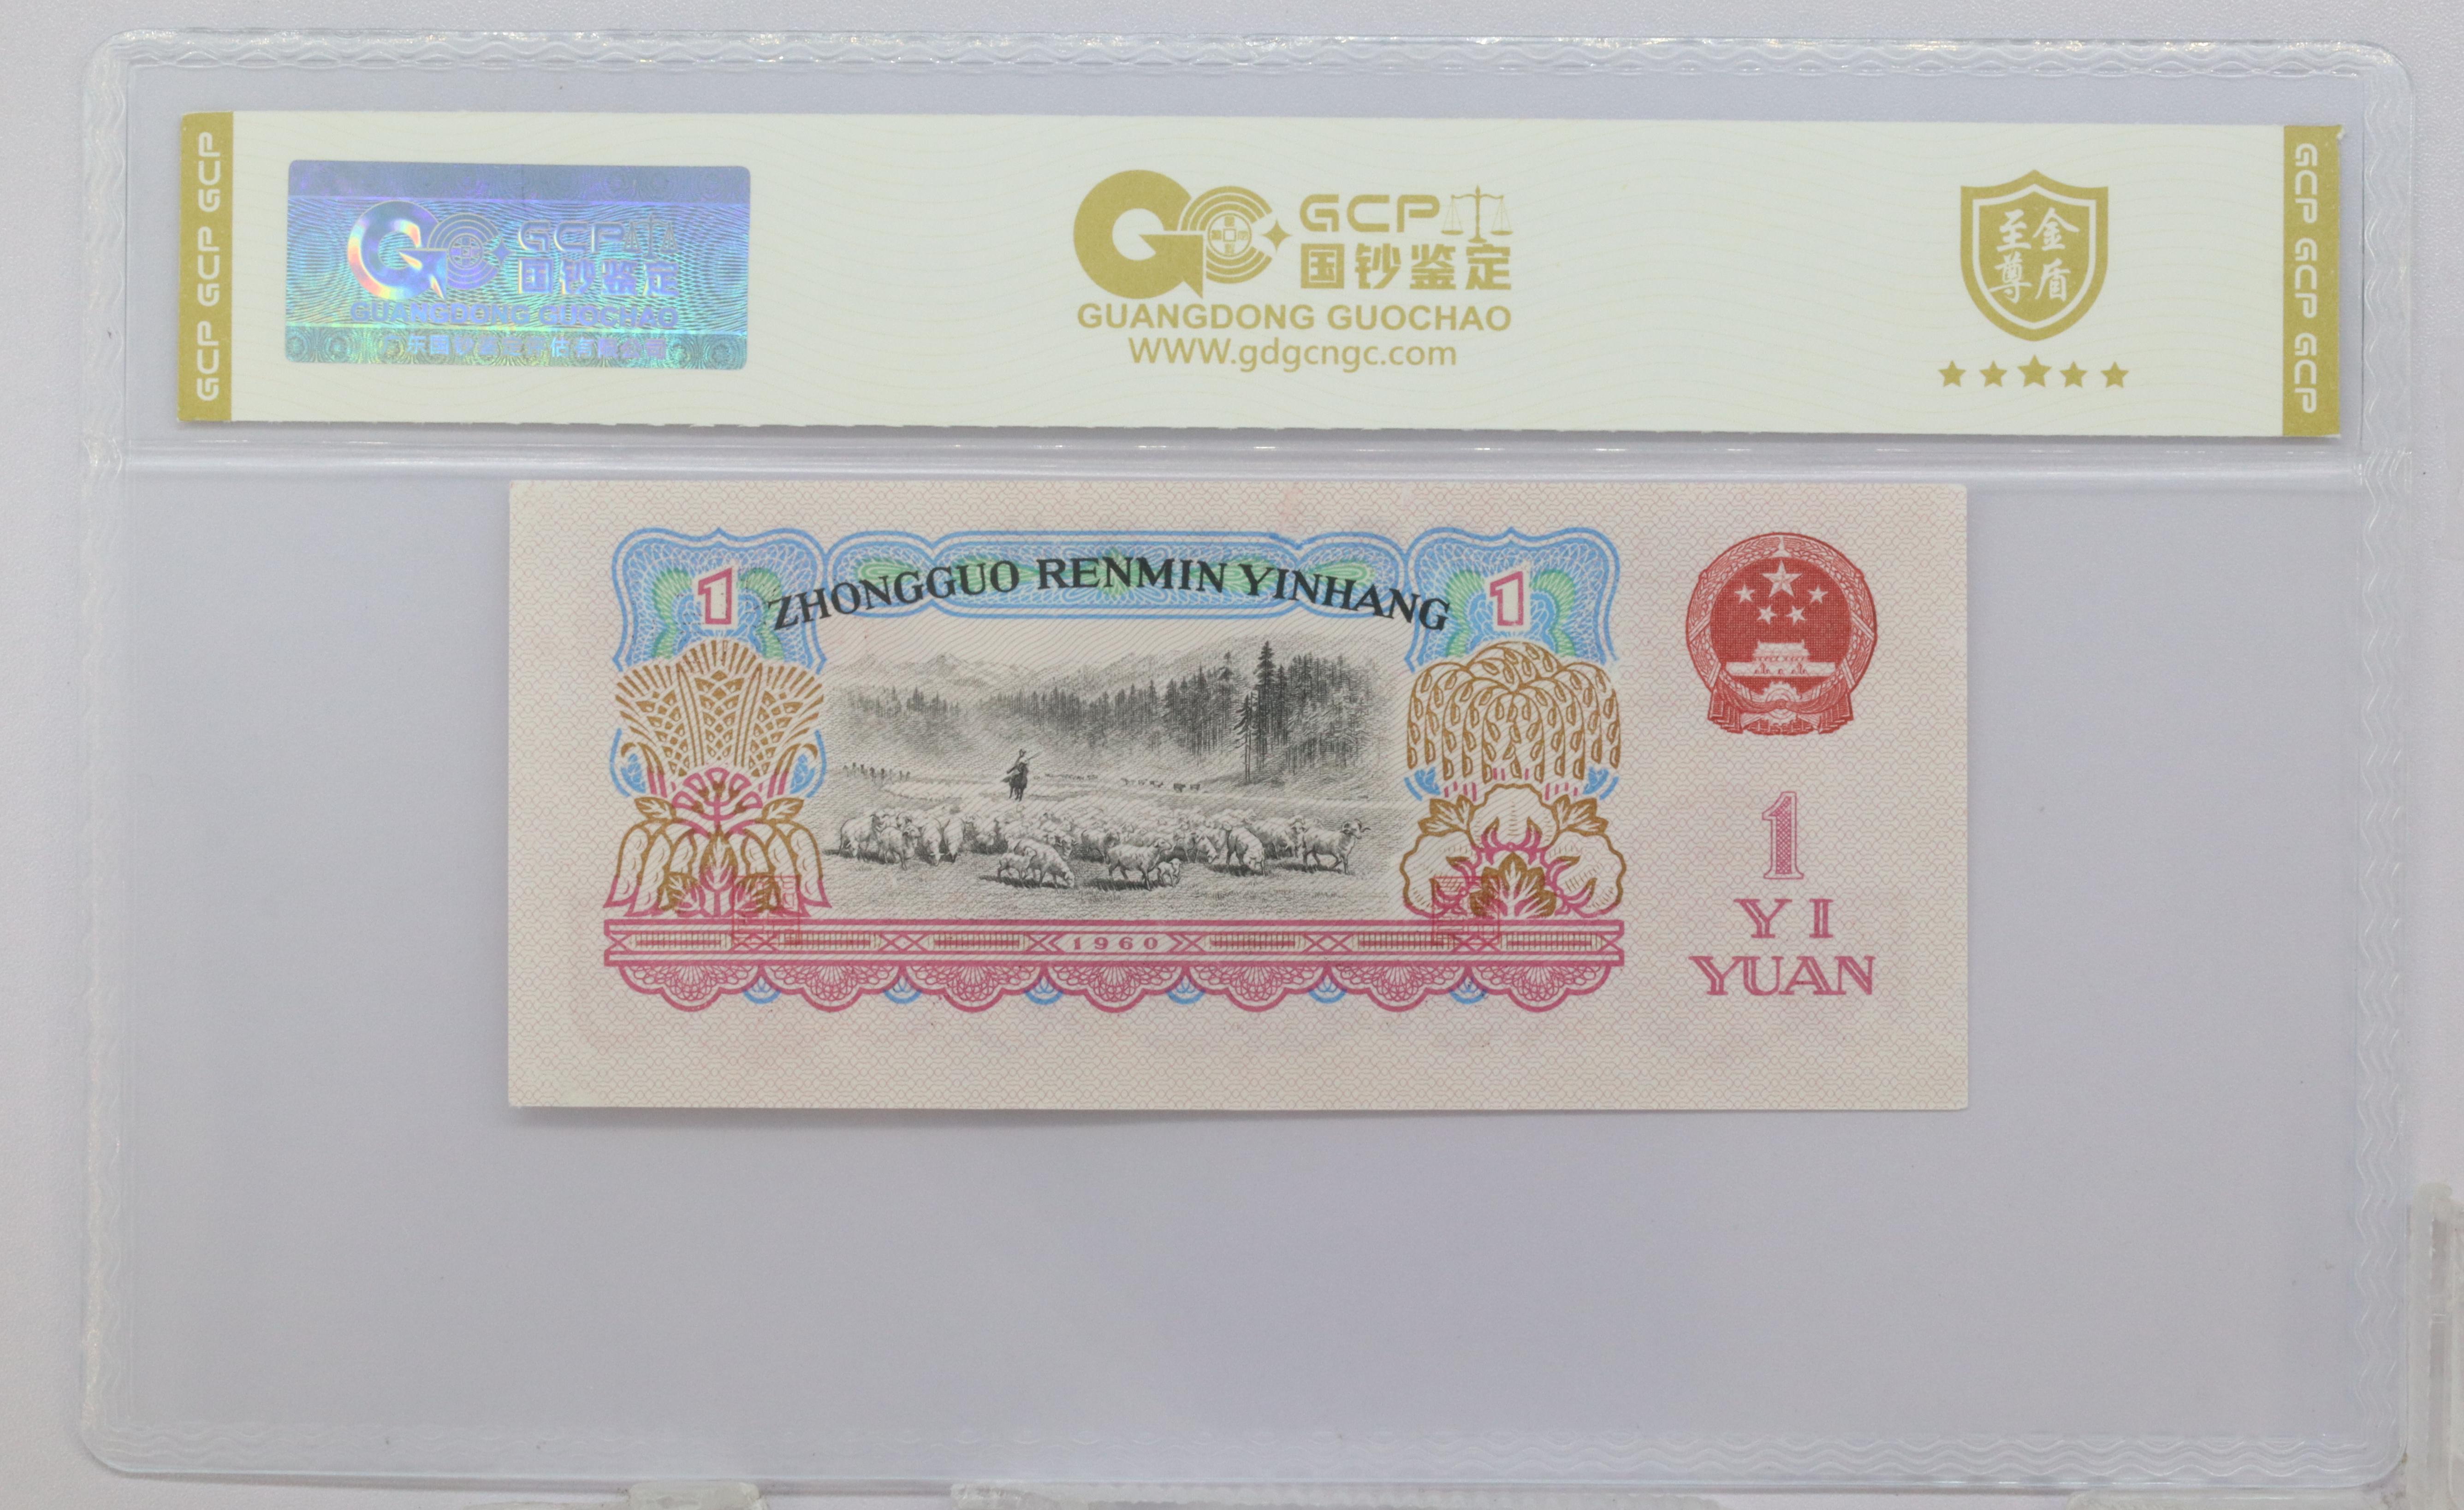 GCP GCP GCP
GCP
国钞鉴定
GUANGDONG GUOCHAO
GCP
国钞鉴定
GUANGDONG GUOCHAO
WWW.gdgcngc.com
金盾
至尊
GCP GCP GCP
1
ZHONGGUO RENMIN YINHANG
1
1960
1
YI
YUAN